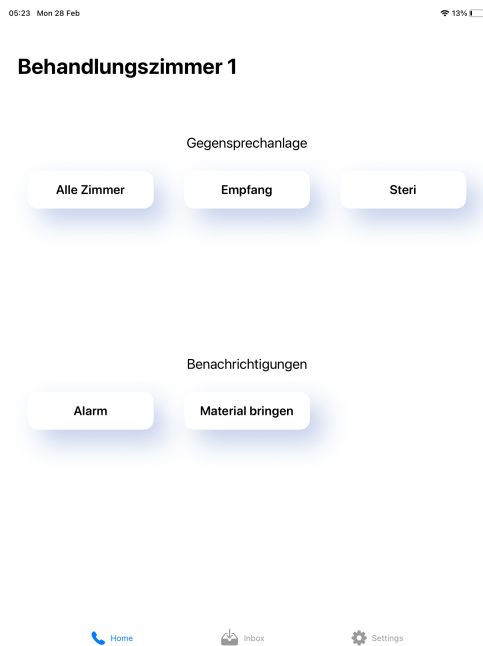 05:23 Mon 28 Feb 13%
Behandlungszimmer 1
Gegensprechanlage
Alle Zimmer Empfang Steri
Benachrichtigungen
Alarm Material bringen
Home Inbox Settings